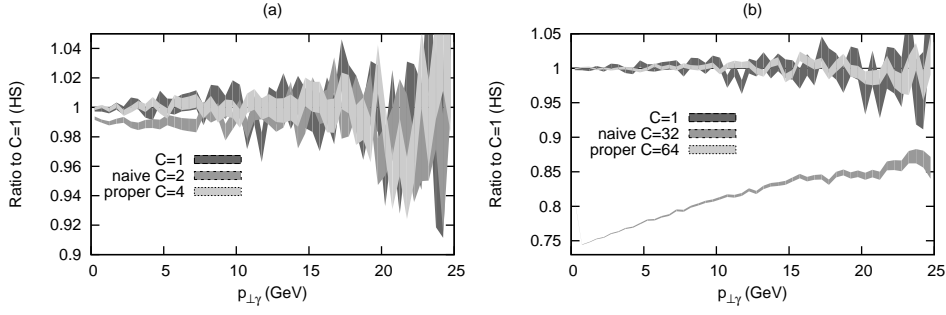 (a)
Ratio to C=1 (HS)
1.04
1.02
1
0.98
0.96
0.94
0.92
0.9
C=1
naive C=2
proper C=4
0 5 10 15 20 25
p⊥γ (GeV)
(b)
Ratio to C=1 (HS)
1.05
1
0.95
0.9
0.85
0.8
0.75
C=1
naive C=32
proper C=64
0 5 10 15 20 25
p⊥γ (GeV)